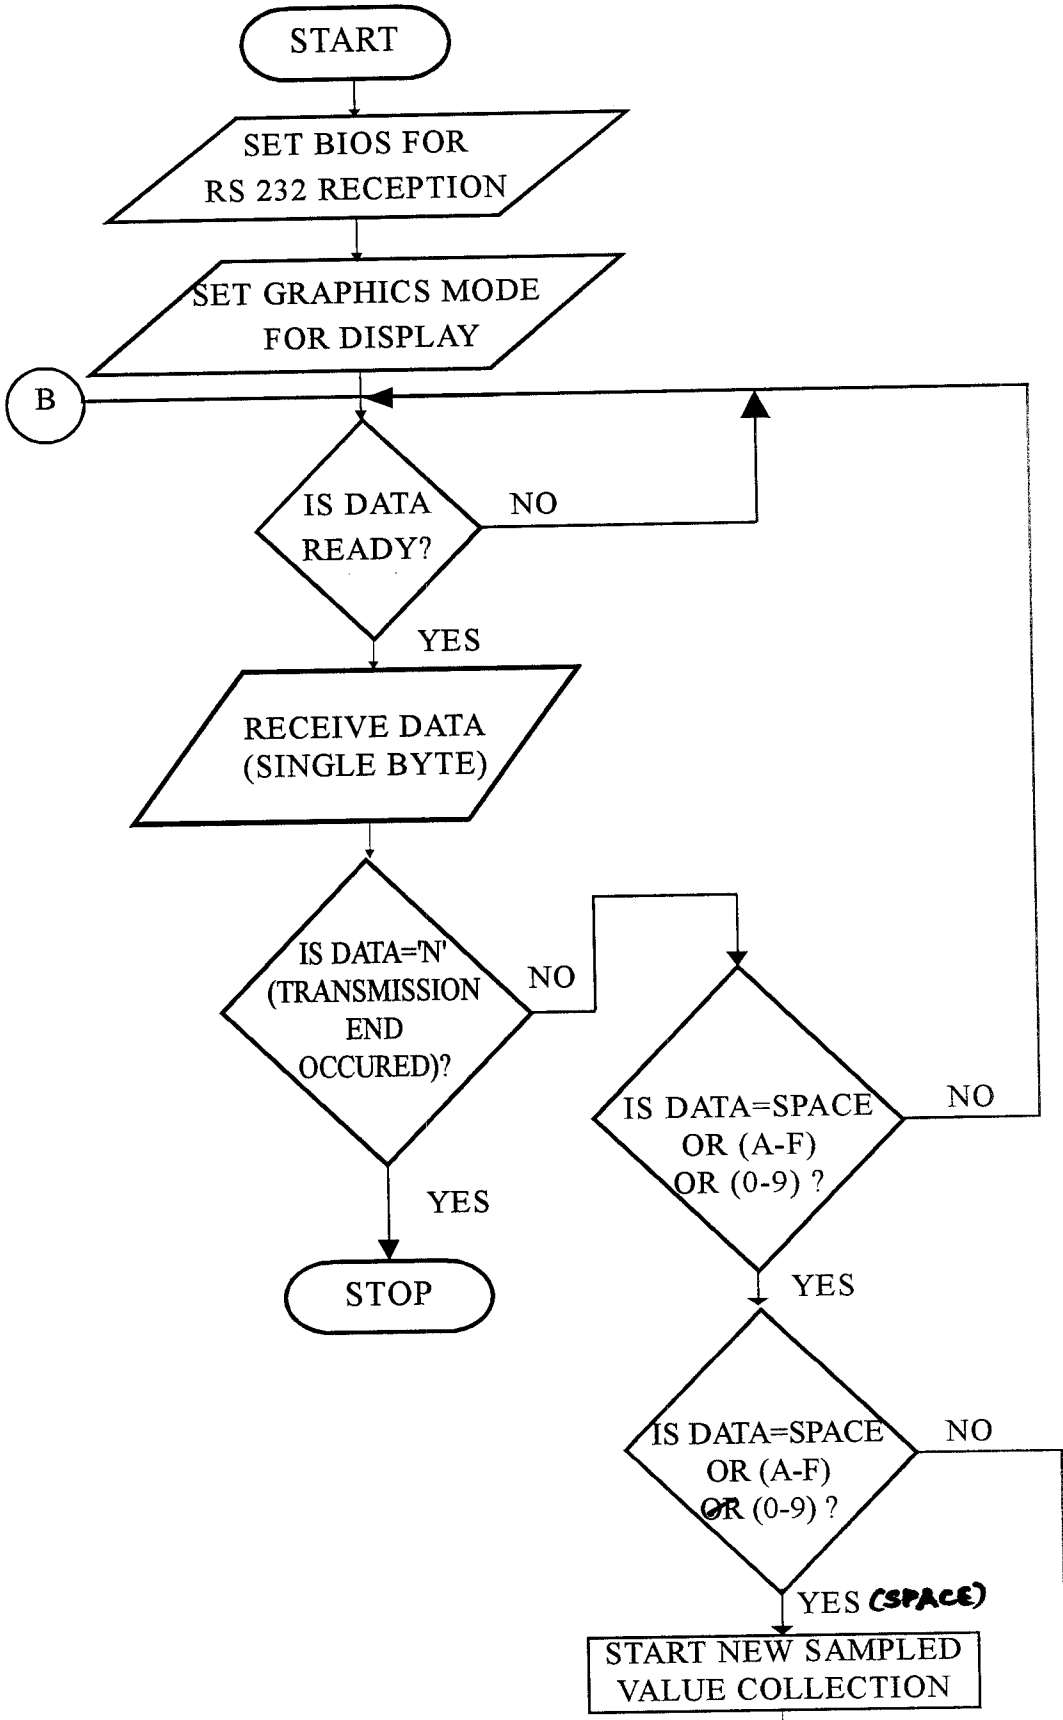 START
SET BIOS FOR
RS 232 RECEPTION
SET GRAPHICS MODE
FOR DISPLAY
B
IS DATA
READY?
NO
YES
RECEIVE DATA
(SINGLE BYTE)
IS DATA='N'
(TRANSMISSION
END
OCCURED)?
NO
YES
STOP
IS DATA=SPACE
OR (A-F)
OR (0-9) ?
NO
YES
IS DATA=SPACE
OR (A-F)
OR (0-9) ?
NO
YES (SPACE)
START NEW SAMPLED
VALUE COLLECTION